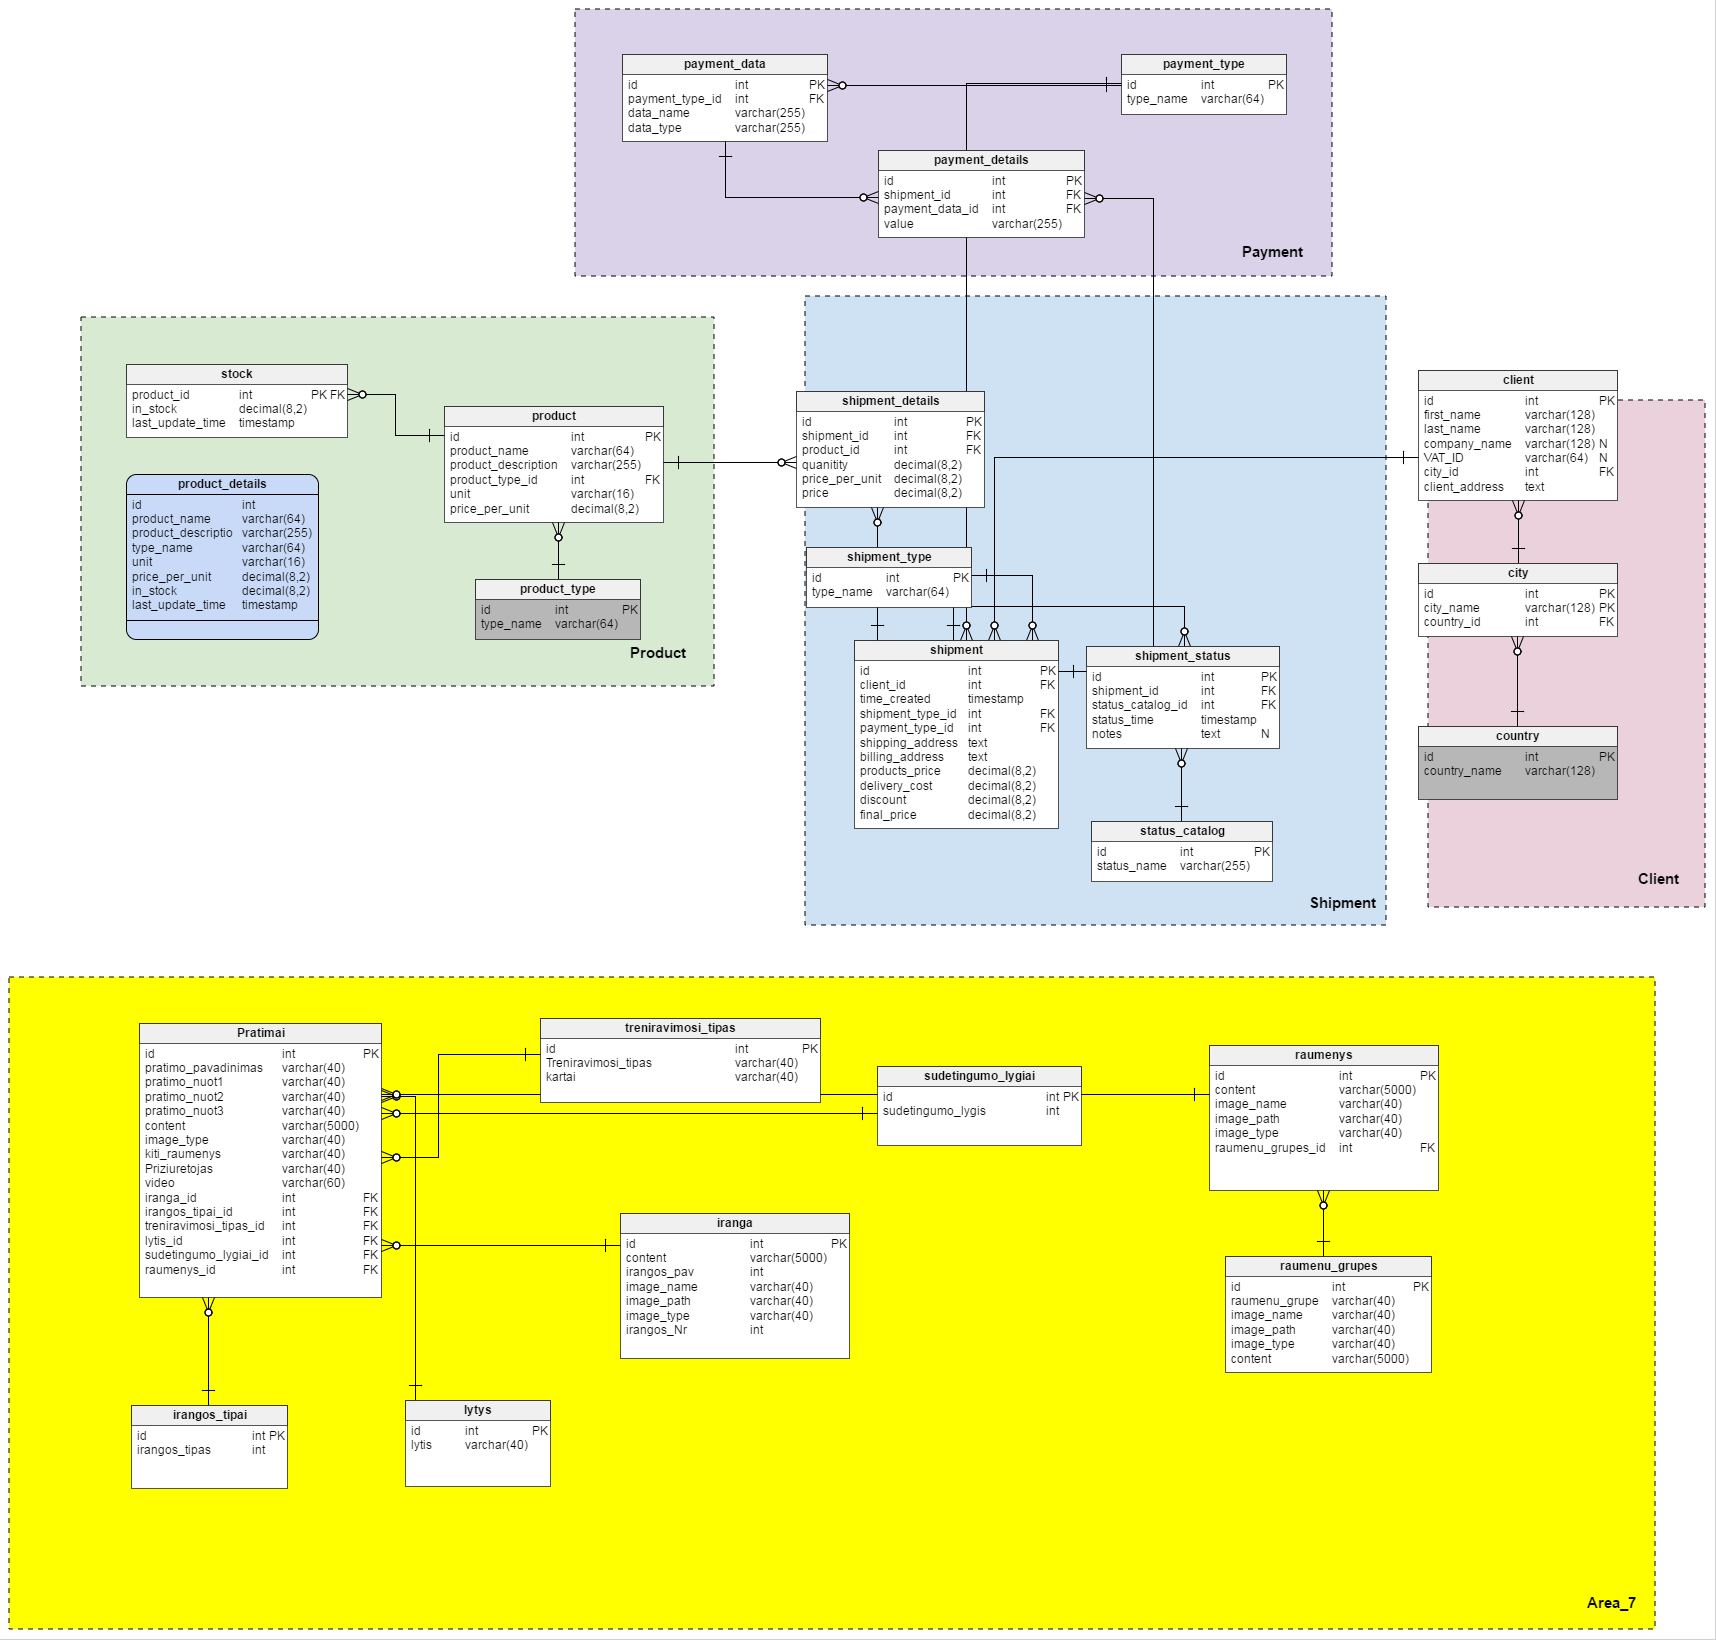 payment_data
id int PK
payment_type_id int FK
data_name varchar(255)
data_type varchar(255)
payment_type
id int PK
type_name varchar(64)
payment_details
id int PK
shipment_id int FK
payment_data_id int FK
value varchar(255)
Payment
stock
product_id int PK FK
in_stock decimal(8,2)
last_update_time timestamp
product
id int PK
product_name varchar(64)
product_description varchar(255)
product_type_id int FK
unit varchar(16)
price_per_unit decimal(8,2)
product_details
id int
product_name varchar(64)
product_descriptio varchar(255)
type_name varchar(64)
unit varchar(16)
price_per_unit decimal(8,2)
in_stock decimal(8,2)
last_update_time timestamp
product_type
id int PK
type_name varchar(64)
Product
shipment_details
id int PK
shipment_id int FK
product_id int FK
quanitity decimal(8,2)
price_per_unit decimal(8,2)
price decimal(8,2)
shipment_type
id int PK
type_name varchar(64)
shipment
id int PK
client_id int FK
time_created timestamp
shipment_type_id int FK
payment_type_id int FK
shipping_address text
billing_address text
products_price decimal(8,2)
delivery_cost decimal(8,2)
discount decimal(8,2)
final_price decimal(8,2)
shipment_status
id int PK
shipment_id int FK
status_catalog_id int FK
status_time timestamp
notes text N
status_catalog
id int PK
status_name varchar(255)
Shipment
client
id int PK
first_name varchar(128)
last_name varchar(128)
company_name varchar(128) N
VAT_ID varchar(64) N
city_id int FK
client_address text
city
id int PK
city_name varchar(128) PK
country_id int FK
country
id int PK
country_name varchar(128)
Client
Pratimai
id int PK
pratimo_pavadinimas varchar(40)
pratimo_nuot1 varchar(40)
pratimo_nuot2 varchar(40)
pratimo_nuot3 varchar(40)
content varchar(5000)
image_type varchar(40)
kiti_raumenys varchar(40)
Priziuretojas varchar(40)
video varchar(60)
iranga_id int FK
irangos_tipai_id int FK
treniravimosi_tipas_id int FK
lytis_id int FK
sudetingumo_lygiai_id int FK
raumenys_id int FK
treniravimosi_tipas
id int PK
Treniravimosi_tipas varchar(40)
kartai varchar(40)
sudetingumo_lygiai
id int PK
sudetingumo_lygis int
raumenys
id int PK
content varchar(5000)
image_name varchar(40)
image_path varchar(40)
image_type varchar(40)
raumenu_grupes_id int FK
iranga
id int PK
content varchar(5000)
irangos_pav int
image_name varchar(40)
image_path varchar(40)
image_type varchar(40)
irangos_Nr int
raumenu_grupes
id int PK
raumenu_grupe varchar(40)
image_name varchar(40)
image_path varchar(40)
image_type varchar(40)
content varchar(5000)
irangos_tipai
id int PK
irangos_tipas int
lytys
id int PK
lytis varchar(40)
Area_7